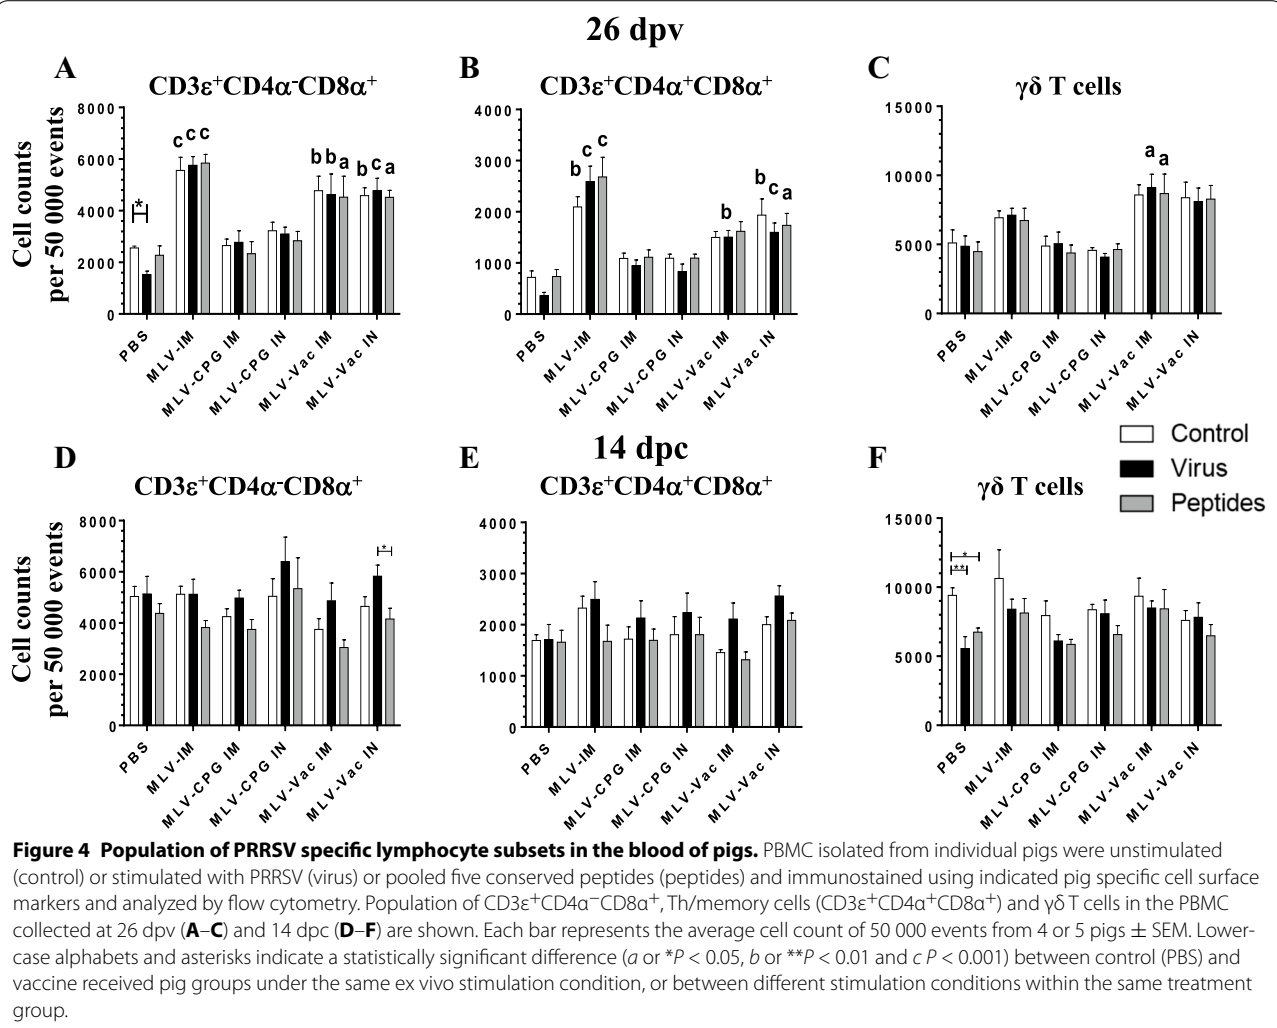 26 dpv
A
CD3ε⁺CD4α⁻CD8α⁺
Cell counts
per 50 000 events
8000
6000
4000
2000
0
*
c c c
b b a
b c a
PBS
MLV-IM
MLV-CPG IM
MLV-CPG IN
MLV-Vac IM
MLV-Vac IN
B
CD3ε⁺CD4α⁺CD8α⁺
4000
3000
2000
1000
0
b c c
b
b c a
PBS
MLV-IM
MLV-CPG IM
MLV-CPG IN
MLV-Vac IM
MLV-Vac IN
C
γδ T cells
15000
10000
5000
0
a a
PBS
MLV-IM
MLV-CPG IM
MLV-CPG IN
MLV-Vac IM
MLV-Vac IN
Control
Virus
Peptides
14 dpc
D
CD3ε⁺CD4α⁻CD8α⁺
Cell counts
per 50 000 events
8000
6000
4000
2000
0
*
PBS
MLV-IM
MLV-CPG IM
MLV-CPG IN
MLV-Vac IM
MLV-Vac IN
E
CD3ε⁺CD4α⁺CD8α⁺
4000
3000
2000
1000
0
PBS
MLV-IM
MLV-CPG IM
MLV-CPG IN
MLV-Vac IM
MLV-Vac IN
F
γδ T cells
15000
10000
5000
0
*
**
PBS
MLV-IM
MLV-CPG IM
MLV-CPG IN
MLV-Vac IM
MLV-Vac IN
Figure 4 Population of PRRSV specific lymphocyte subsets in the blood of pigs. PBMC isolated from individual pigs were unstimulated
(control) or stimulated with PRRSV (virus) or pooled five conserved peptides (peptides) and immunostained using indicated pig specific cell surface
markers and analyzed by flow cytometry. Population of CD3ε⁺CD4α⁻CD8α⁺, Th/memory cells (CD3ε⁺CD4α⁺CD8α⁺) and γδ T cells in the PBMC
collected at 26 dpv (A–C) and 14 dpc (D–F) are shown. Each bar represents the average cell count of 50 000 events from 4 or 5 pigs ± SEM. Lower-
case alphabets and asterisks indicate a statistically significant difference (a or *P < 0.05, b or **P < 0.01 and c P < 0.001) between control (PBS) and
vaccine received pig groups under the same ex vivo stimulation condition, or between different stimulation conditions within the same treatment
group.